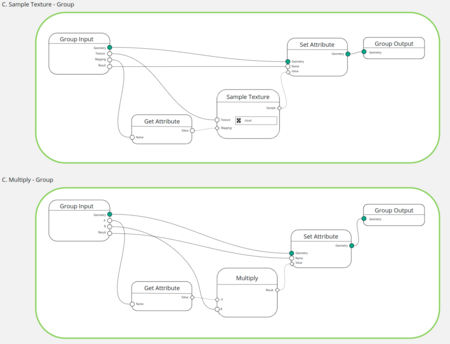 C. Sample Texture - Group
Group Input
Geometry
Texture
Mapping
Result
Get Attribute
Name
Value
Sample Texture
Texture
Mapping
Set Attribute
Geometry
Geometry
Name
Value
Group Output
Geometry
C. Multiply - Group
Group Input
Geometry
A
B
Result
Get Attribute
Name
Value
Multiply
Result
A
B
Set Attribute
Geometry
Geometry
Name
Value
Group Output
Geometry